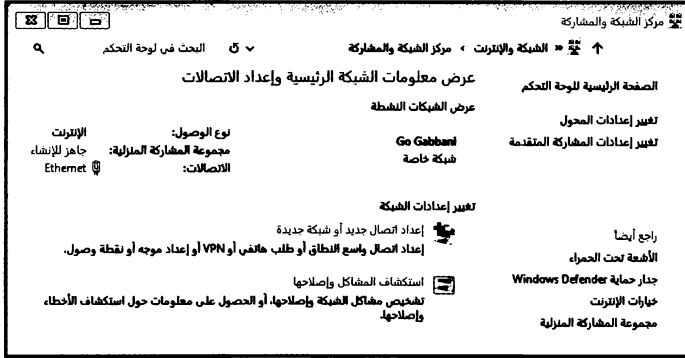 مركز الشبكة والمشاركة
الشبكة والإنترنت
مركز الشبكة والمشاركة
البحث في لوحة التحكم
الصفحة الرئيسية للوحة التحكم
تغيير إعدادات المحول
تغيير إعدادات المشاركة المتقدمة
عرض معلومات الشبكة الرئيسية وإعداد الاتصالات
عرض الشبكات النشطة
Go Gabbani
شبكة خاصة
نوع الوصول: الإنترنت
مجموعة المشاركة المنزلية: جاهز للإنشاء
الاتصالات: Ethernet
تغيير إعدادات الشبكة
إعداد اتصال جديد أو شبكة جديدة
إعداد اتصال واسع النطاق أو طلب هاتفي أو VPN أو إعداد موجه أو نقطة وصول.
استكشاف المشاكل وإصلاحها
تشخيص مشاكل الشبكة وإصلاحها، أو الحصول على معلومات حول استكشاف الأخطاء
وإصلاحها.
راجع أيضاً
الأشعة تحت الحمراء
جدار حماية Windows Defender
خيارات الإنترنت
مجموعة المشاركة المنزلية